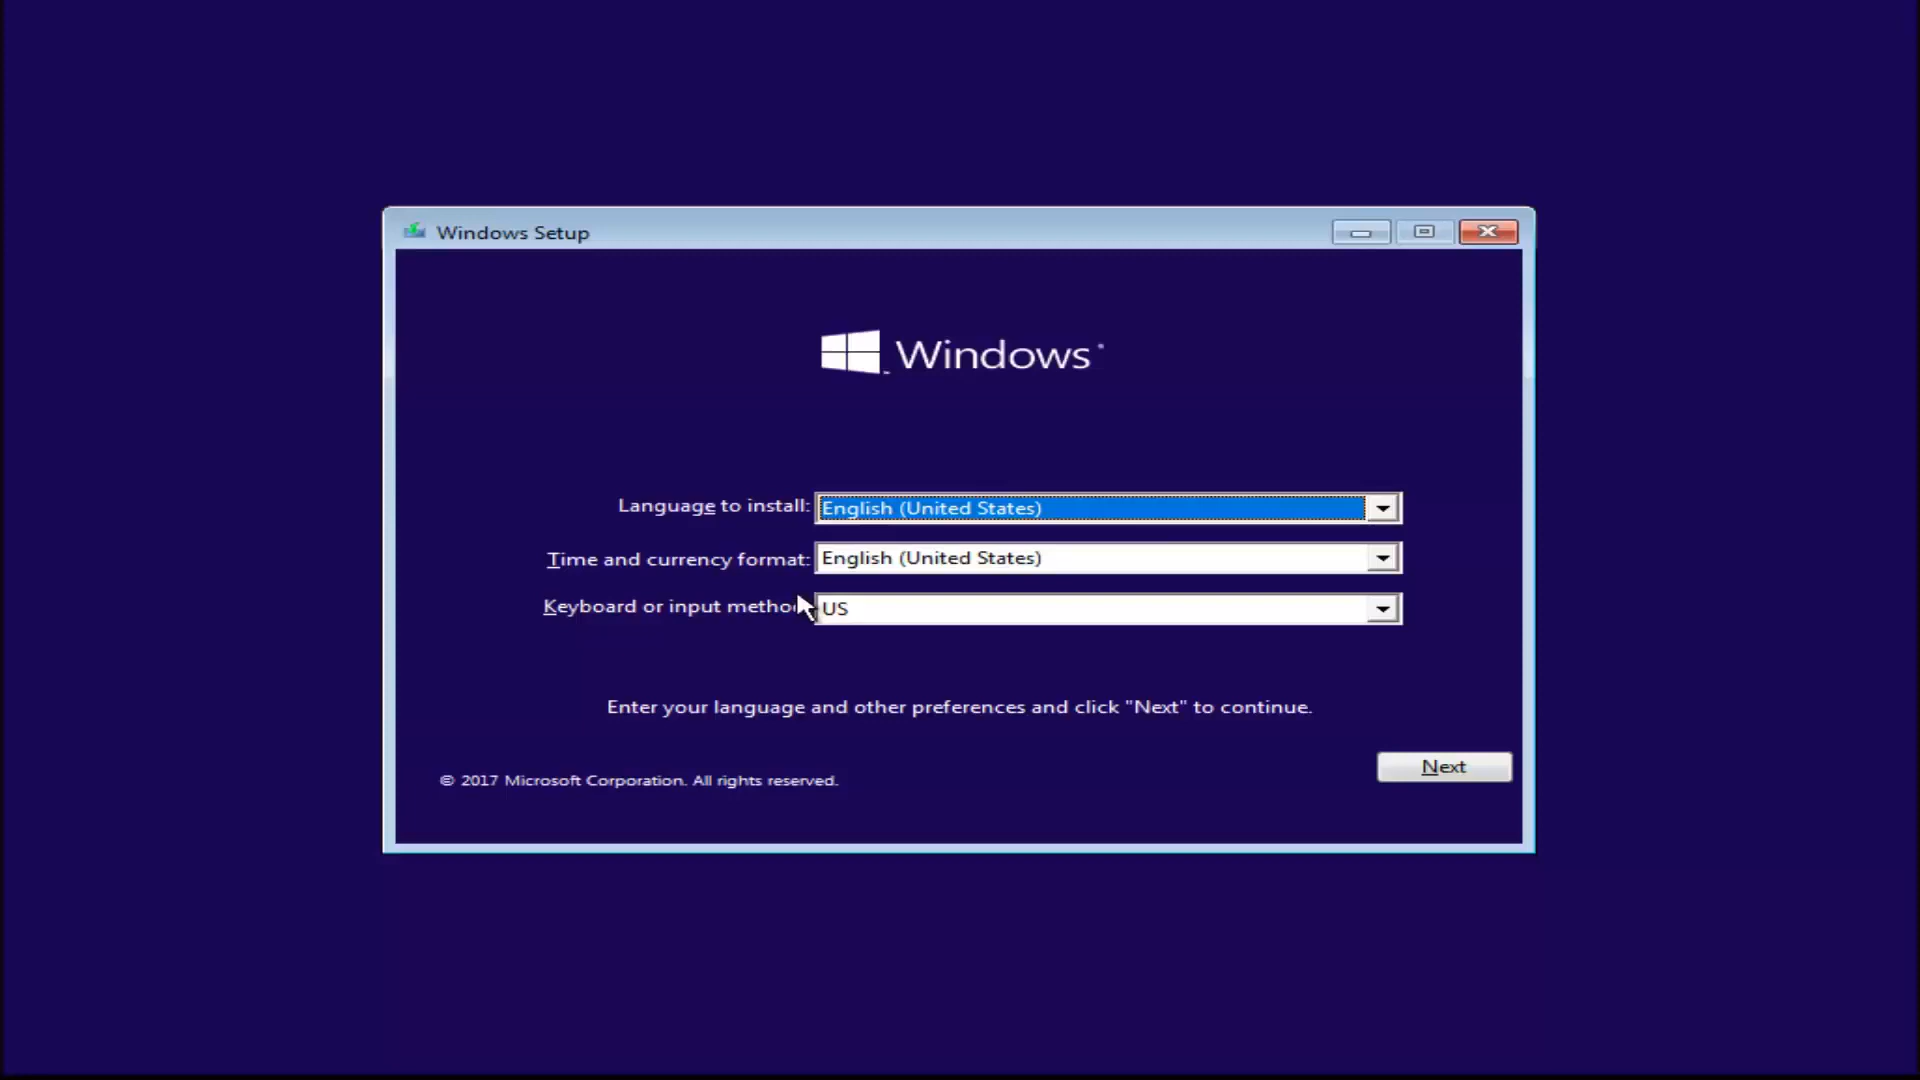 Windows Setup
Windows
Language to install: English (United States)
Time and currency format: English (United States)
Keyboard or input metho US
Enter your language and other preferences and click "Next" to continue.
Next
© 2017 Microsoft Corporation. All rights reserved.